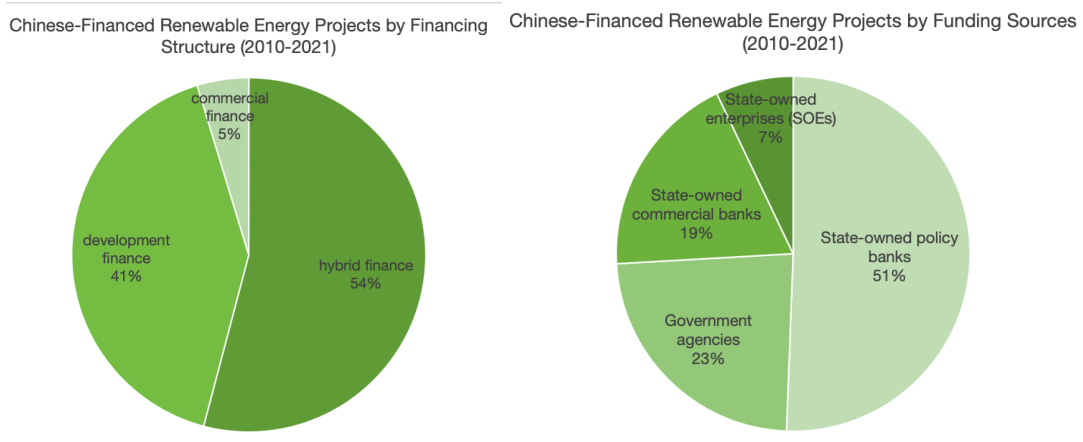 Chinese-Financed Renewable Energy Projects by Financing
Structure (2010-2021)
commercial
finance
5%
development
finance
41%
hybrid finance
54%
Chinese-Financed Renewable Energy Projects by Funding Sources
(2010-2021)
State-owned
enterprises (SOEs)
7%
State-owned
commercial banks
19%
State-owned policy
banks
51%
Government
agencies
23%